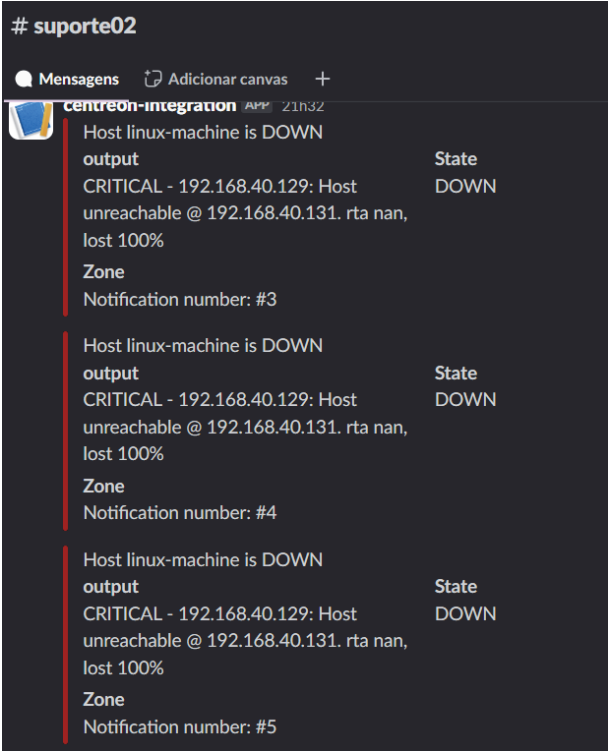 # suporte02
Mensagens Adicionar canvas +
centreon-integration APP 21h32
Host linux-machine is DOWN
output State
CRITICAL - 192.168.40.129: Host DOWN
unreachable @ 192.168.40.131. rta nan,
lost 100%
Zone
Notification number: #3
Host linux-machine is DOWN
output State
CRITICAL - 192.168.40.129: Host DOWN
unreachable @ 192.168.40.131. rta nan,
lost 100%
Zone
Notification number: #4
Host linux-machine is DOWN
output State
CRITICAL - 192.168.40.129: Host DOWN
unreachable @ 192.168.40.131. rta nan,
lost 100%
Zone
Notification number: #5